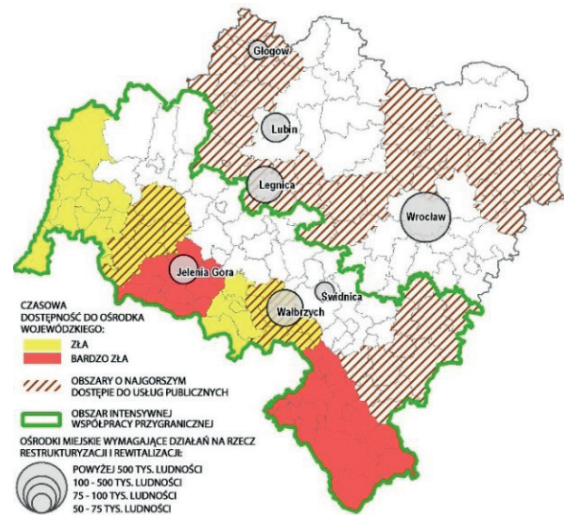 Głogów
Lubin
Legnica
Wrocław
Jelenia Góra
Świdnica
Wałbrzych
CZASOWA
DOSTĘPNOŚĆ DO OŚRODKA
WOJEWÓDZKIEGO:
ZŁA
BARDZO ZŁA
OBSZARY O NAJGORSZYM
DOSTĘPIE DO USŁUG PUBLICZNYCH
OBSZAR INTENSYWNEJ
WSPÓŁPRACY PRZYGRANICZNEJ
OŚRODKI MIEJSKIE WYMAGAJĄCE DZIAŁAŃ NA RZECZ
RESTRUKTURYZACJI I REWITALIZACJI:
POWYŻEJ 500 TYS. LUDNOŚCI
100 - 500 TYS. LUDNOŚCI
75 - 100 TYS. LUDNOŚCI
50 - 75 TYS. LUDNOŚCI